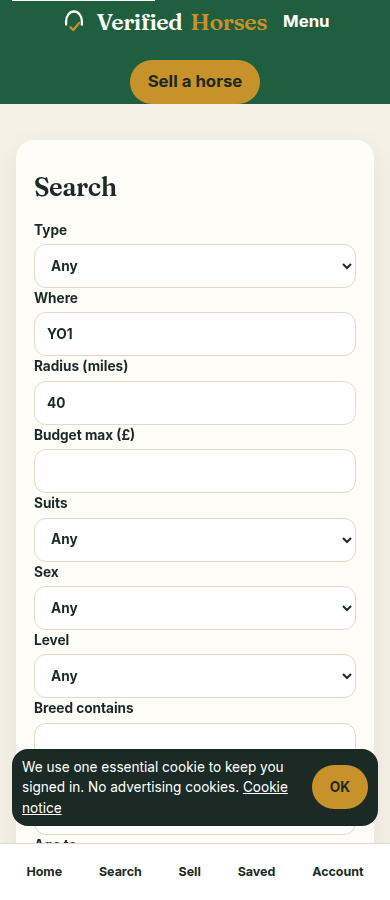 Verified Horses Menu
Sell a horse
Search
Type
Any
Where
YO1
Radius (miles)
40
Budget max (£)
Suits
Any
Sex
Any
Level
Any
Breed contains
We use one essential cookie to keep you
signed in. No advertising cookies. Cookie
notice
OK
Home Search Sell Saved Account